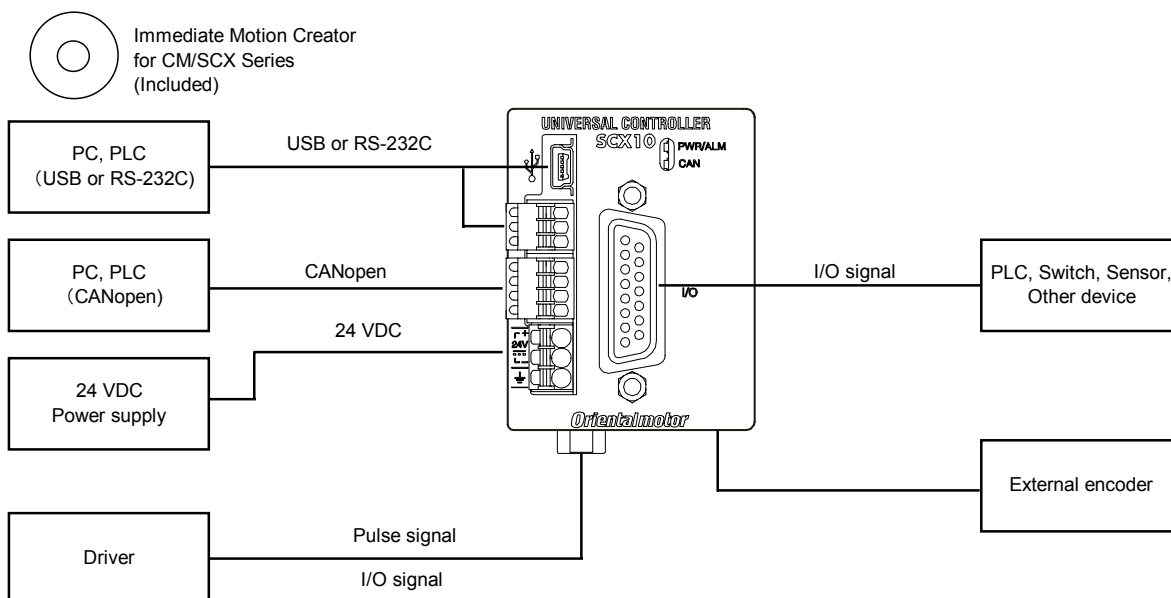 Immediate Motion Creator
for CM/SCX Series
(Included)
PC, PLC
（USB or RS-232C)
USB or RS-232C
UNIVERSAL CONTROLLER
SCX10
PWR/ALM
CAN
PC, PLC
（CANopen)
CANopen
I/O signal
I/O
PLC, Switch, Sensor,
Other device
24 VDC
+
24V
-
24 VDC
Power supply
Orientalmotor
External encoder
Driver
Pulse signal
I/O signal